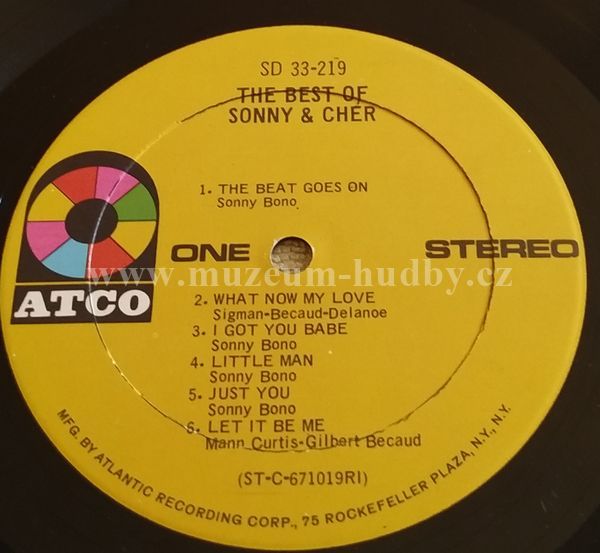 SD 33-219
THE BEST OF
SONNY & CHER
1. THE BEAT GOES ON
Sonny Bono
ONE
STEREO
ATCO
www.muzeum-hudby.cz
2. WHAT NOW MY LOVE
Sigman-Becaud-Delanoe
3. I GOT YOU BABE
Sonny Bono
4. LITTLE MAN
Sonny Bono
5. JUST YOU
Sonny Bono
6. LET IT BE ME
Mann Curtis-Gilbert Becaud
(ST-C-671019RI)
MFG. BY ATLANTIC RECORDING CORP., 75 ROCKEFELLER PLAZA, N.Y., N.Y.